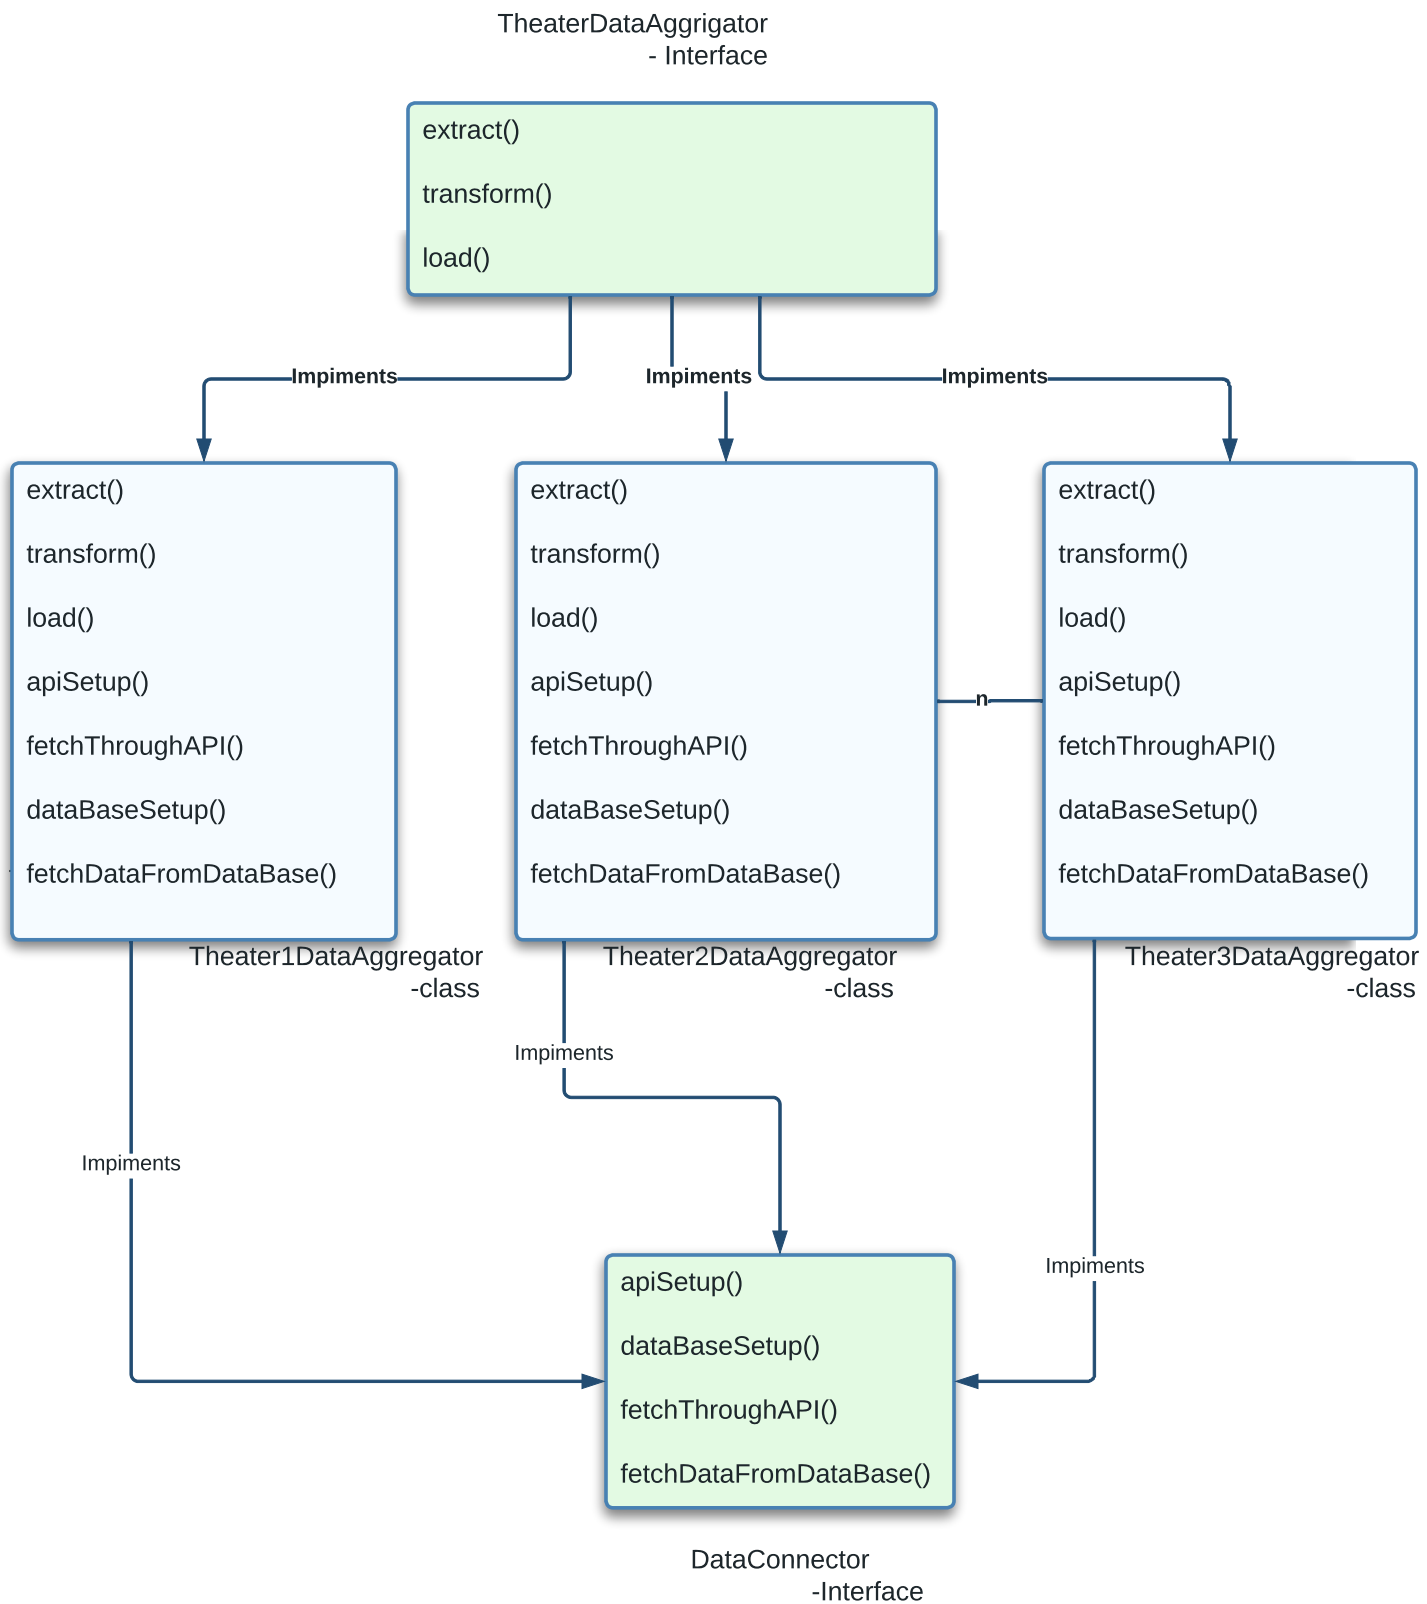 TheaterDataAggrigator
- Interface
extract()
transform()
load()
Impiments
Impiments
Impiments
extract()
transform()
load()
apiSetup()
fetchThroughAPI()
dataBaseSetup()
fetchDataFromDataBase()
Theater1DataAggregator
-class
extract()
transform()
load()
apiSetup()
fetchThroughAPI()
dataBaseSetup()
fetchDataFromDataBase()
Theater2DataAggregator
-class
n
extract()
transform()
load()
apiSetup()
fetchThroughAPI()
dataBaseSetup()
fetchDataFromDataBase()
Theater3DataAggregator
-class
Impiments
Impiments
Impiments
apiSetup()
dataBaseSetup()
fetchThroughAPI()
fetchDataFromDataBase()
DataConnector
-Interface